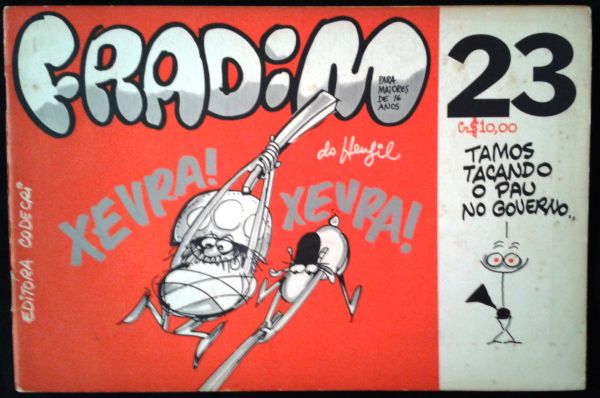 FRADIM
PARA
MAIORES
DE 16
ANOS
do Henfil
XEVRA!
XEVRA!
EDITORA CODECRI
23
Cr$10,00
TAMOS
TACANDO
O PAU
NO GOVERNO..